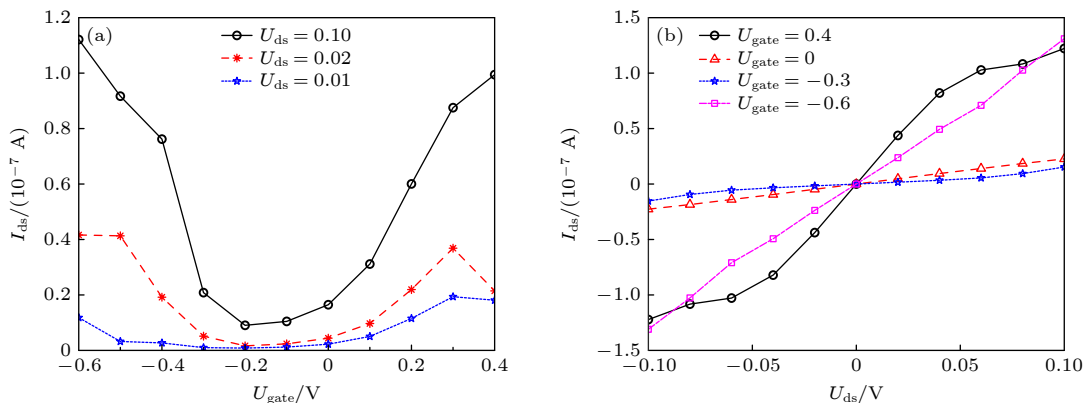 (a)
U_ds = 0.10
U_ds = 0.02
U_ds = 0.01
1.2
1.0
0.8
0.6
0.4
0.2
0
I_ds/(10⁻⁷ A)
−0.6 −0.4 −0.2 0 0.2 0.4
U_gate/V
(b)
U_gate = 0.4
U_gate = 0
U_gate = −0.3
U_gate = −0.6
1.5
1.0
0.5
0
−0.5
−1.0
−1.5
I_ds/(10⁻⁷ A)
−0.10 −0.05 0 0.05 0.10
U_ds/V